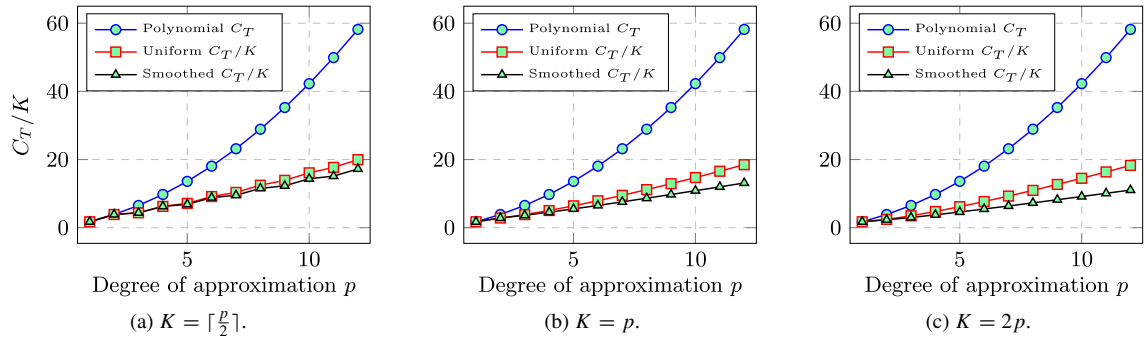 C_T/K
60
40
20
0
Polynomial C_T
Uniform C_T/K
Smoothed C_T/K
5
10
Degree of approximation p
(a) K = ⌈p/2⌉.
60
40
20
0
Polynomial C_T
Uniform C_T/K
Smoothed C_T/K
5
10
Degree of approximation p
(b) K = p.
60
40
20
0
Polynomial C_T
Uniform C_T/K
Smoothed C_T/K
5
10
Degree of approximation p
(c) K = 2p.